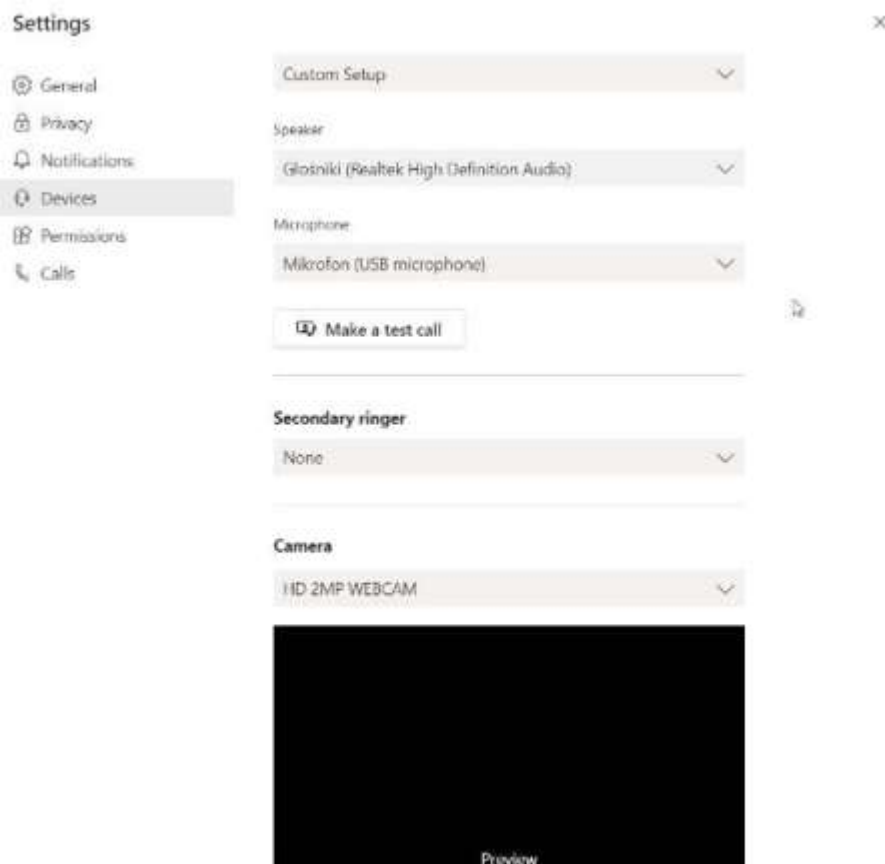 Settings
General
Privacy
Notifications
Devices
Permissions
Calls
Custom Setup
Speaker
Głośniki (Realtek High Definition Audio)
Microphone
Mikrofon (USB microphone)
Make a test call
Secondary ringer
None
Camera
HD 2MP WEBCAM
Preview